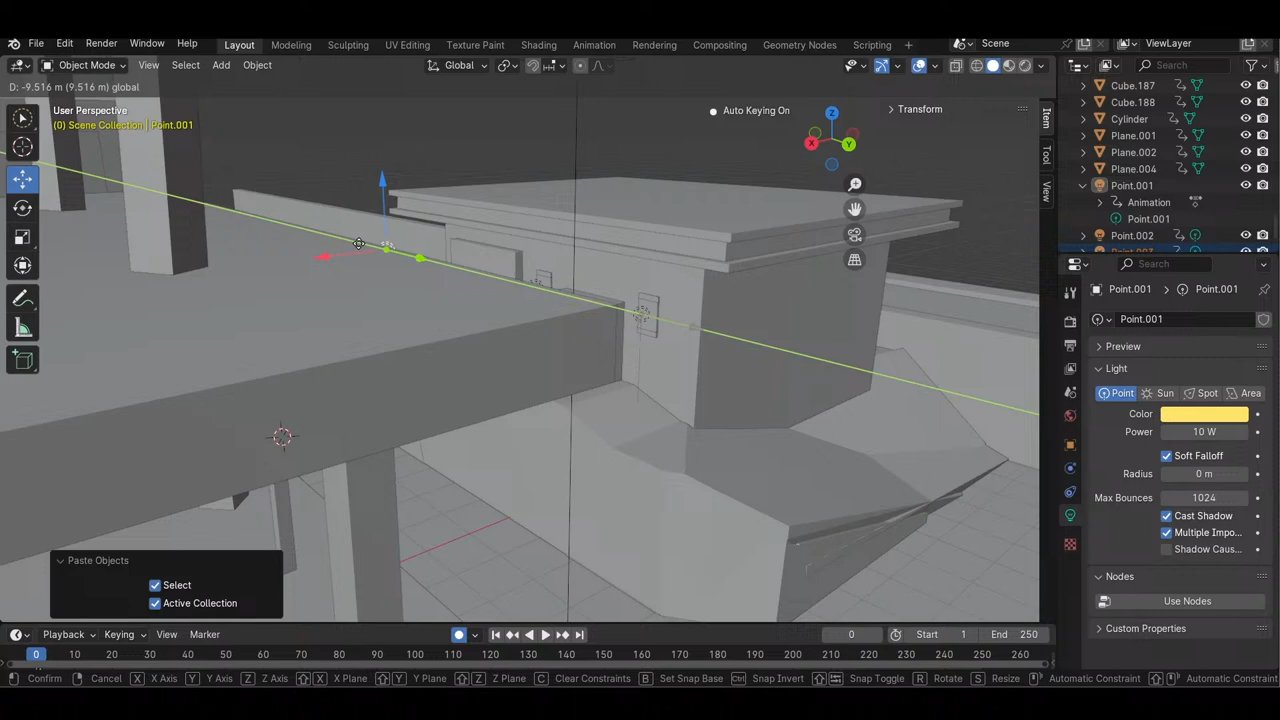 File Edit Render Window Help Layout Modeling Sculpting UV Editing Texture Paint Shading Animation Rendering Compositing Geometry Nodes Scripting + Scene ViewLayer
Object Mode View Select Add Object Global Search
D: -9.516 m (9.516 m) global
User Perspective
(0) Scene Collection | Point.001
Auto Keying On
Transform
Z
X
Y
Item
Tool
View
Cube.187
Cube.188
Cylinder
Plane.001
Plane.002
Plane.004
Point.001
Animation
Point.001
Point.002
Search
Point.001 Point.001
Point.001
Preview
Light
Point Sun Spot Area
Color
Power 10 W
Soft Falloff
Radius 0 m
Max Bounces 1024
Cast Shadow
Multiple Impo...
Shadow Caus...
Nodes
Use Nodes
Custom Properties
Paste Objects
Select
Active Collection
Playback Keying View Marker 0 Start 1 End 250
0 10 20 30 40 50 60 70 80 90 100 110 120 130 140 150 160 170 180 190 200 210 220 230 240 250 260
Confirm Cancel X X Axis Y Y Axis Z Z Axis X X Plane Y Y Plane Z Z Plane C Clear Constraints B Set Snap Base Ctrl Snap Invert Snap Toggle R Rotate S Resize Automatic Constraint Automatic Constraint